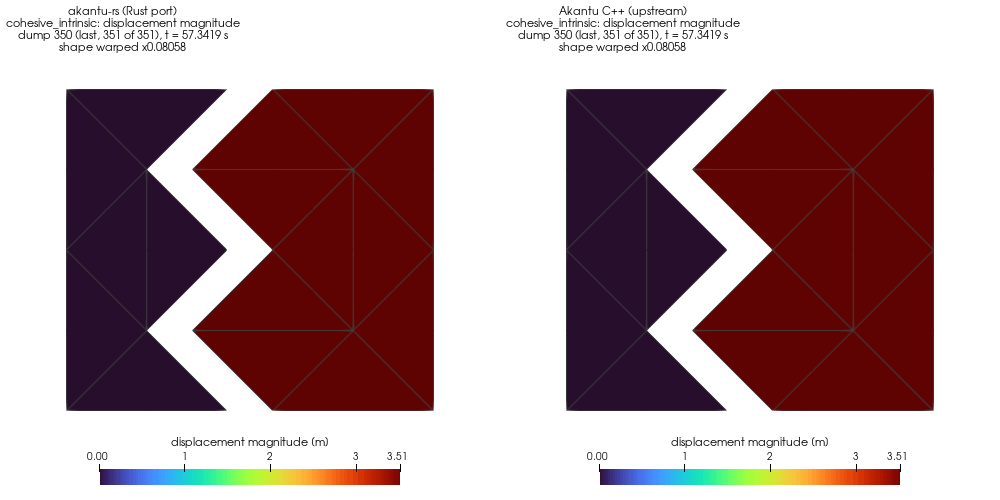 akantu-rs (Rust port)
cohesive_intrinsic: displacement magnitude
dump 350 (last, 351 of 351), t = 57.3419 s
shape warped x0.08058
Akantu C++ (upstream)
cohesive_intrinsic: displacement magnitude
dump 350 (last, 351 of 351), t = 57.3419 s
shape warped x0.08058
displacement magnitude (m)
0.00 1 2 3 3.51
displacement magnitude (m)
0.00 1 2 3 3.51